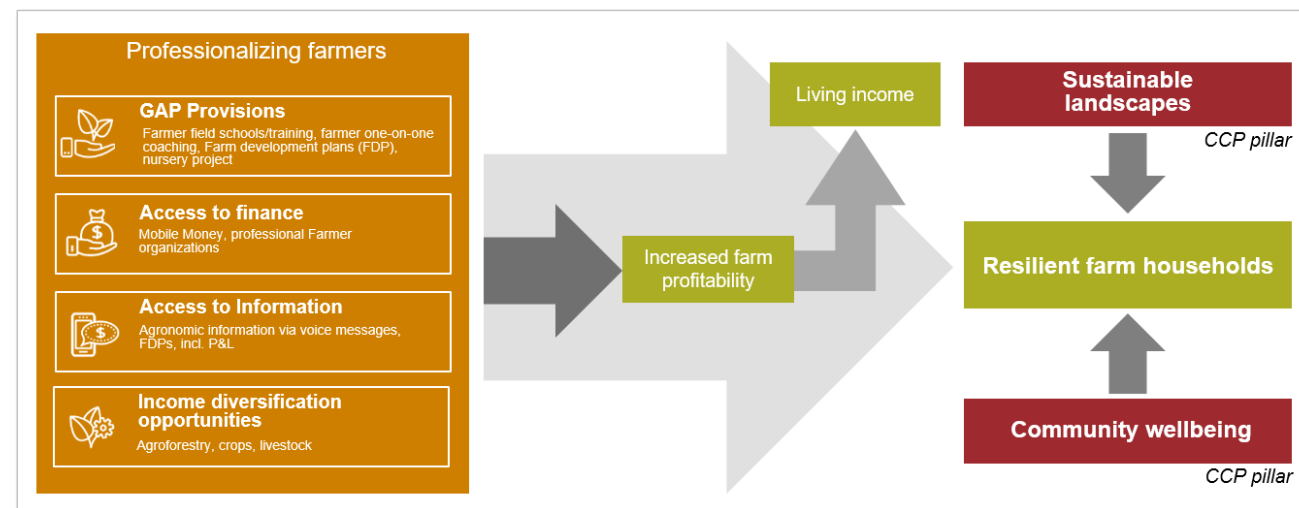 Professionalizing farmers
GAP Provisions
Farmer field schools/training, farmer one-on-one
coaching, Farm development plans (FDP),
nursery project
Access to finance
Mobile Money, professional Farmer
organizations
$
Access to Information
Agronomic information via voice messages,
FDPs, incl. P&L
$
Income diversification
opportunities
Agroforestry, crops, livestock
Increased farm
profitability
Living income
Sustainable
landscapes
CCP pillar
Resilient farm households
Community wellbeing
CCP pillar